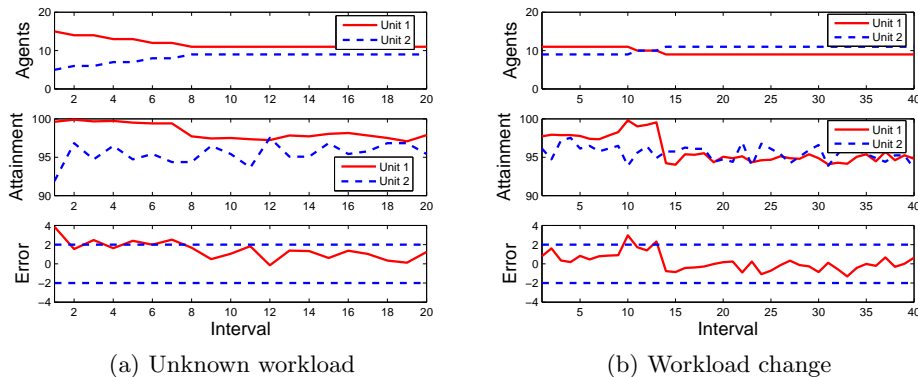 20
10
0
Agents
Unit 1
Unit 2
2 4 6 8 10 12 14 16 18 20
100
95
90
Attainment
Unit 1
Unit 2
2 4 6 8 10 12 14 16 18 20
4
2
0
−2
−4
Error
2 4 6 8 10 12 14 16 18 20
Interval
(a) Unknown workload
20
10
0
Agents
Unit 1
Unit 2
5 10 15 20 25 30 35 40
100
95
90
Attainment
Unit 1
Unit 2
5 10 15 20 25 30 35 40
4
2
0
−2
−4
Error
5 10 15 20 25 30 35 40
Interval
(b) Workload change